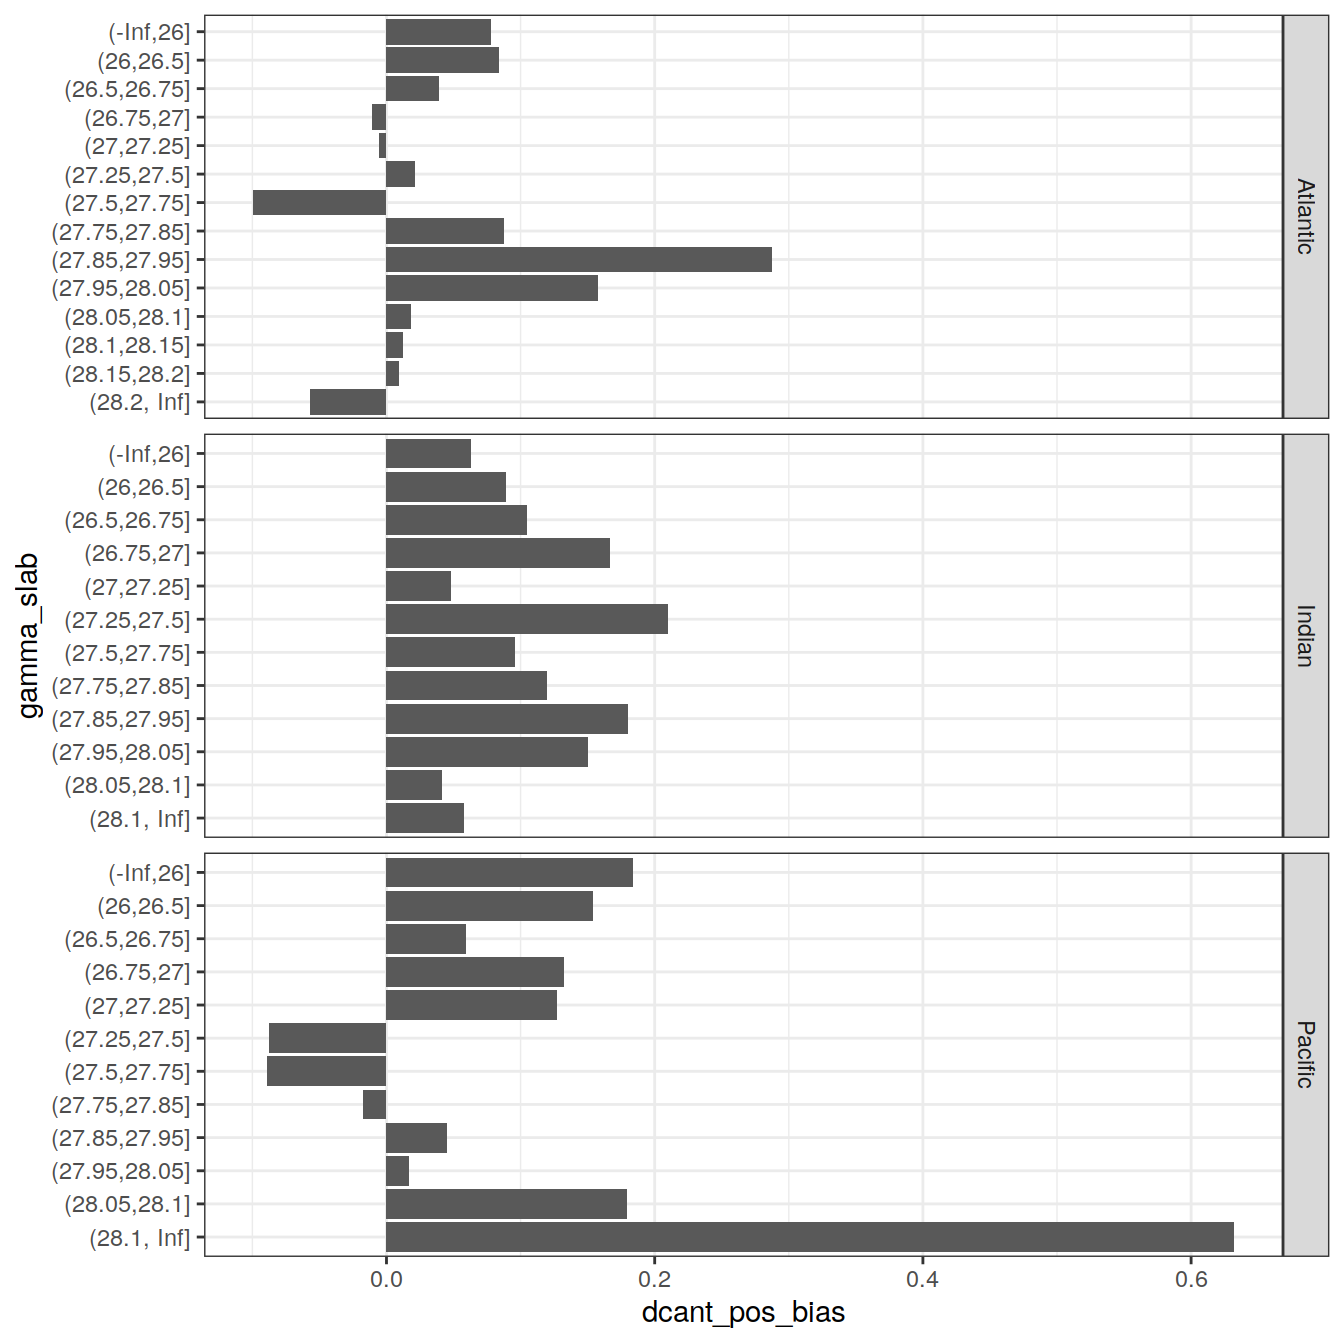 (-Inf,26]
(26,26.5]
(26.5,26.75]
(26.75,27]
(27,27.25]
(27.25,27.5]
(27.5,27.75]
(27.75,27.85]
(27.85,27.95]
(27.95,28.05]
(28.05,28.1]
(28.1,28.15]
(28.15,28.2]
(28.2, Inf]
Atlantic
(-Inf,26]
(26,26.5]
(26.5,26.75]
(26.75,27]
(27,27.25]
(27.25,27.5]
(27.5,27.75]
(27.75,27.85]
(27.85,27.95]
(27.95,28.05]
(28.05,28.1]
(28.1, Inf]
Indian
gamma_slab
(-Inf,26]
(26,26.5]
(26.5,26.75]
(26.75,27]
(27,27.25]
(27.25,27.5]
(27.5,27.75]
(27.75,27.85]
(27.85,27.95]
(27.95,28.05]
(28.05,28.1]
(28.1, Inf]
Pacific
0.0 0.2 0.4 0.6
dcant_pos_bias